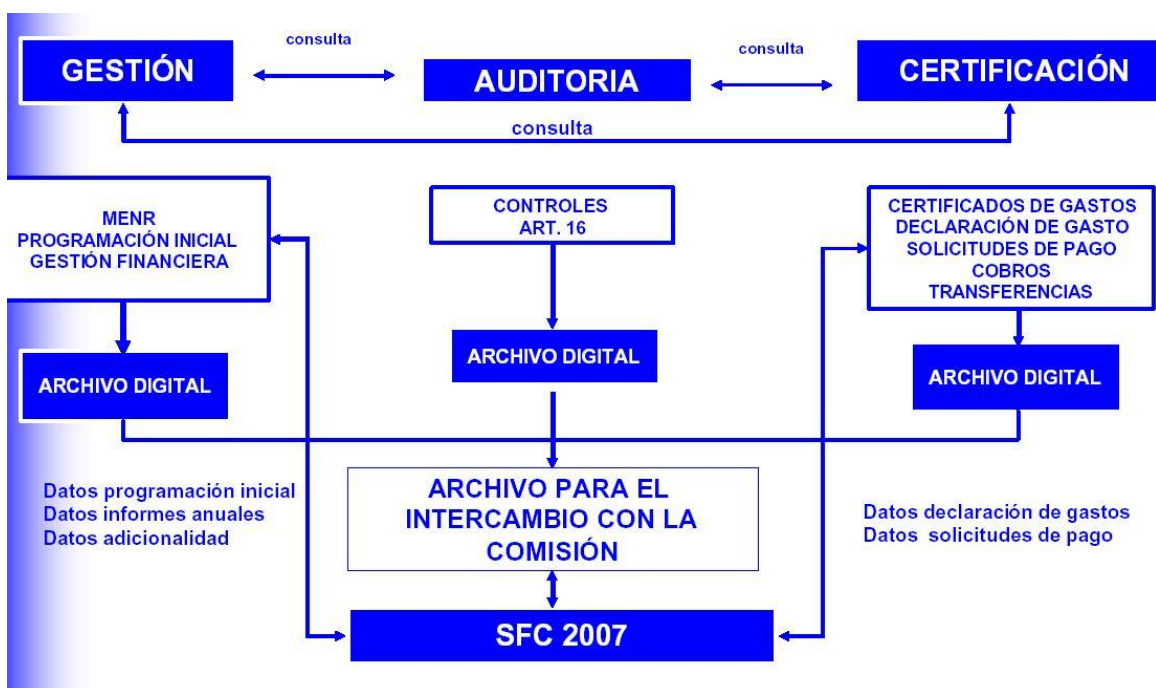 consulta
consulta
GESTIÓN
AUDITORIA
CERTIFICACIÓN
consulta
MENR
PROGRAMACIÓN INICIAL
GESTIÓN FINANCIERA
CONTROLES
ART. 16
CERTIFICADOS DE GASTOS
DECLARACIÓN DE GASTO
SOLICITUDES DE PAGO
COBROS
TRANSFERENCIAS
ARCHIVO DIGITAL
ARCHIVO DIGITAL
ARCHIVO DIGITAL
Datos programación inicial
Datos informes anuales
Datos adicionalidad
ARCHIVO PARA EL
INTERCAMBIO CON LA
COMISIÓN
Datos declaración de gastos
Datos solicitudes de pago
SFC 2007